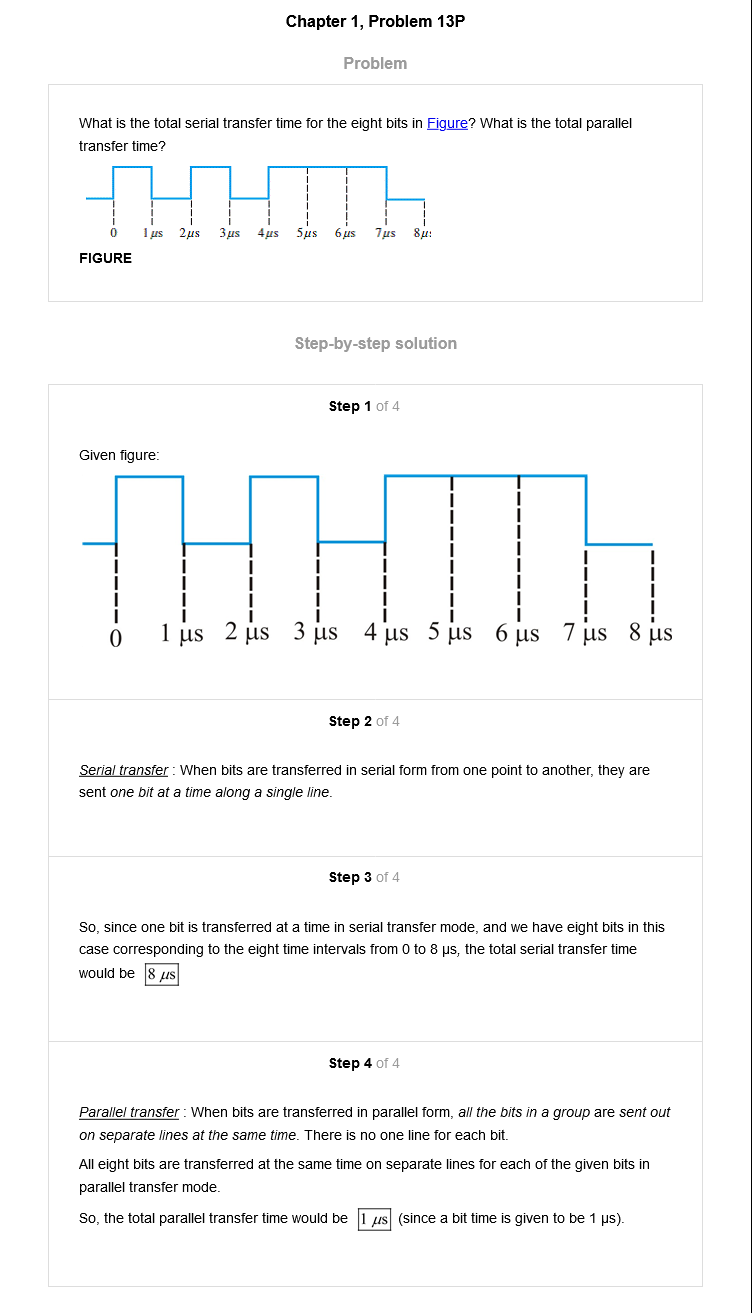 Chapter 1, Problem 13P
Problem
What is the total serial transfer time for the eight bits in Figure? What is the total parallel
transfer time?
0 1 μs 2 μs 3 μs 4 μs 5 μs 6 μs 7 μs 8 μ:
FIGURE
Step-by-step solution
Step 1 of 4
Given figure:
0 1 μs 2 μs 3 μs 4 μs 5 μs 6 μs 7 μs 8 μs
Step 2 of 4
Serial transfer : When bits are transferred in serial form from one point to another, they are
sent one bit at a time along a single line.
Step 3 of 4
So, since one bit is transferred at a time in serial transfer mode, and we have eight bits in this
case corresponding to the eight time intervals from 0 to 8 μs, the total serial transfer time
would be 8 μs
Step 4 of 4
Parallel transfer : When bits are transferred in parallel form, all the bits in a group are sent out
on separate lines at the same time. There is no one line for each bit.
All eight bits are transferred at the same time on separate lines for each of the given bits in
parallel transfer mode.
So, the total parallel transfer time would be 1 μs (since a bit time is given to be 1 μs).